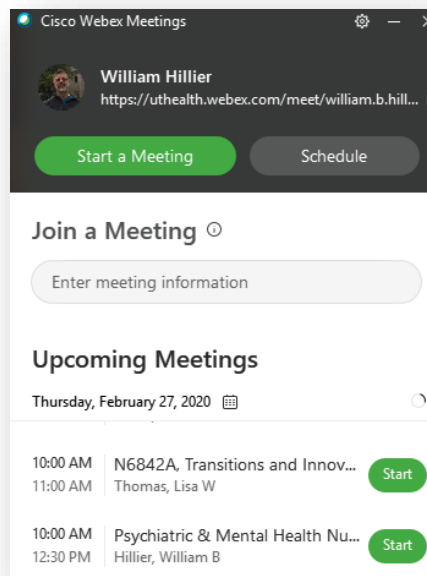 Cisco Webex Meetings
William Hillier
https://uthealth.webex.com/meet/william.b.hill...
Start a Meeting
Schedule
Join a Meeting
Enter meeting information
Upcoming Meetings
Thursday, February 27, 2020
10:00 AM N6842A, Transitions and Innov...
11:00 AM Thomas, Lisa W
Start
10:00 AM Psychiatric & Mental Health Nu...
12:30 PM Hillier, William B
Start